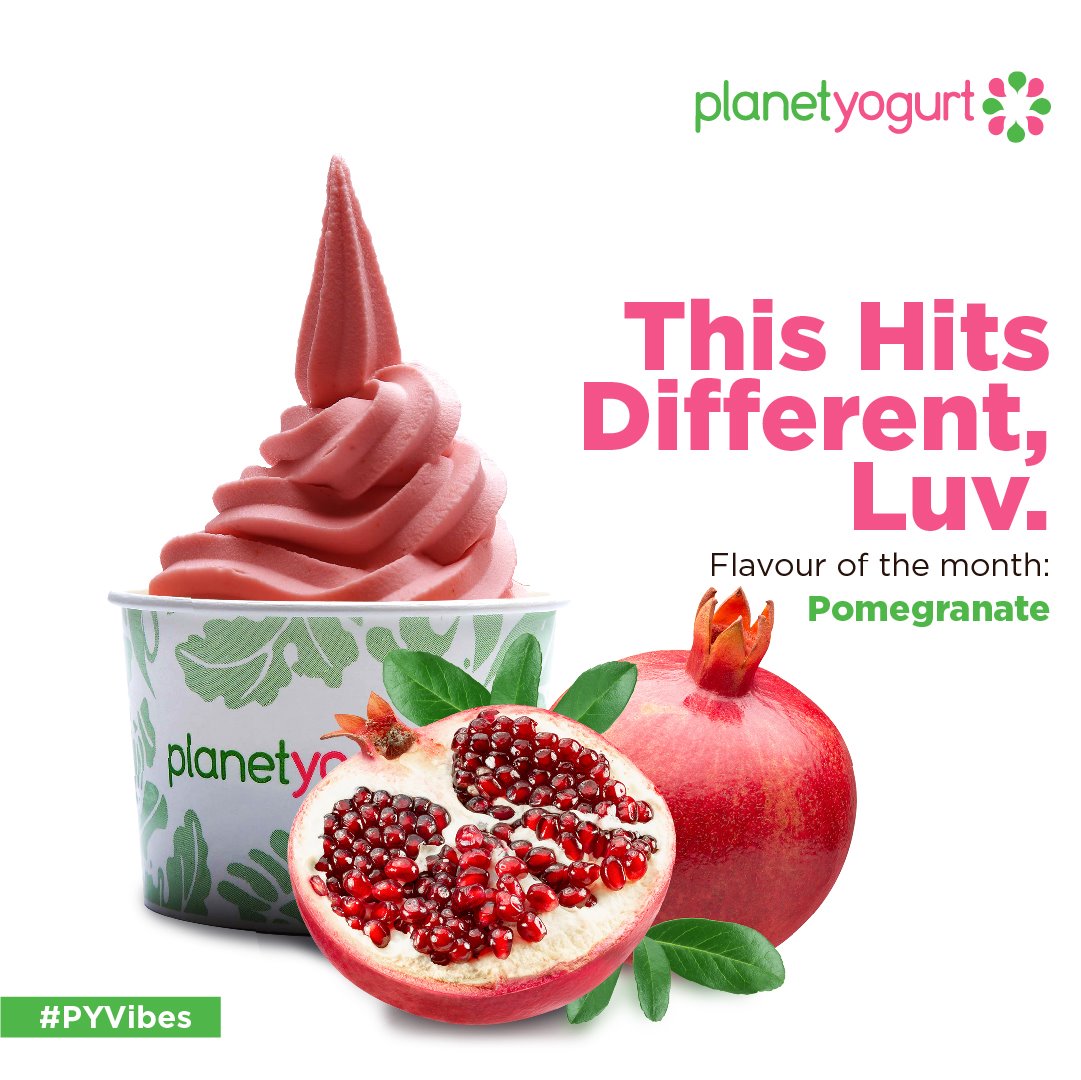 planetyogurt
This Hits
Different,
Luv.
Flavour of the month:
Pomegranate
planetyo
#PYVibes